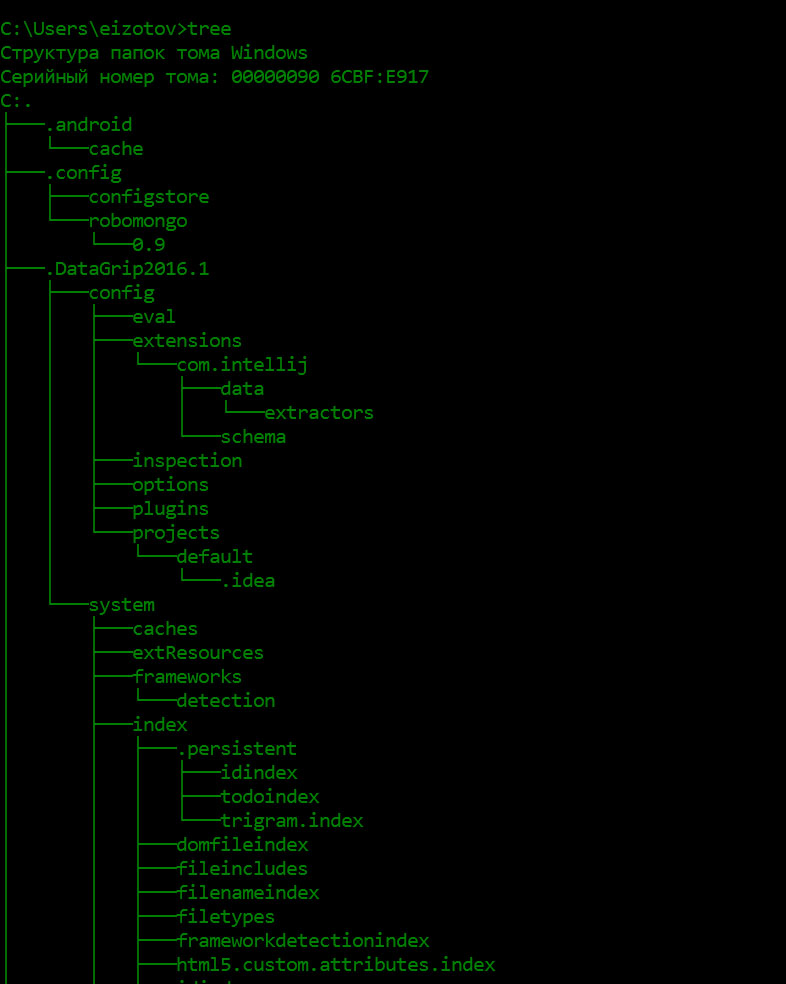 C:\Users\eizotov>tree
Структура папок тома Windows
Серийный номер тома: 00000090 6CBF:E917
C:.
├───.android
│   └───cache
├───.config
│   ├───configstore
│   └───robomongo
│       └───0.9
├───.DataGrip2016.1
│   ├───config
│   │   ├───eval
│   │   ├───extensions
│   │   │   └───com.intellij
│   │   │       ├───data
│   │   │       │   └───extractors
│   │   │       └───schema
│   │   ├───inspection
│   │   ├───options
│   │   ├───plugins
│   │   └───projects
│   │       └───default
│   │           └───.idea
│   └───system
│       ├───caches
│       ├───extResources
│       ├───frameworks
│       │   └───detection
│       ├───index
│       │   ├───.persistent
│       │   │   ├───idindex
│       │   │   ├───todoindex
│       │   │   └───trigram.index
│       │   ├───domfileindex
│       │   ├───fileincludes
│       │   ├───filenameindex
│       │   ├───filetypes
│       │   ├───frameworkdetectionindex
│       │   ├───html5.custom.attributes.index